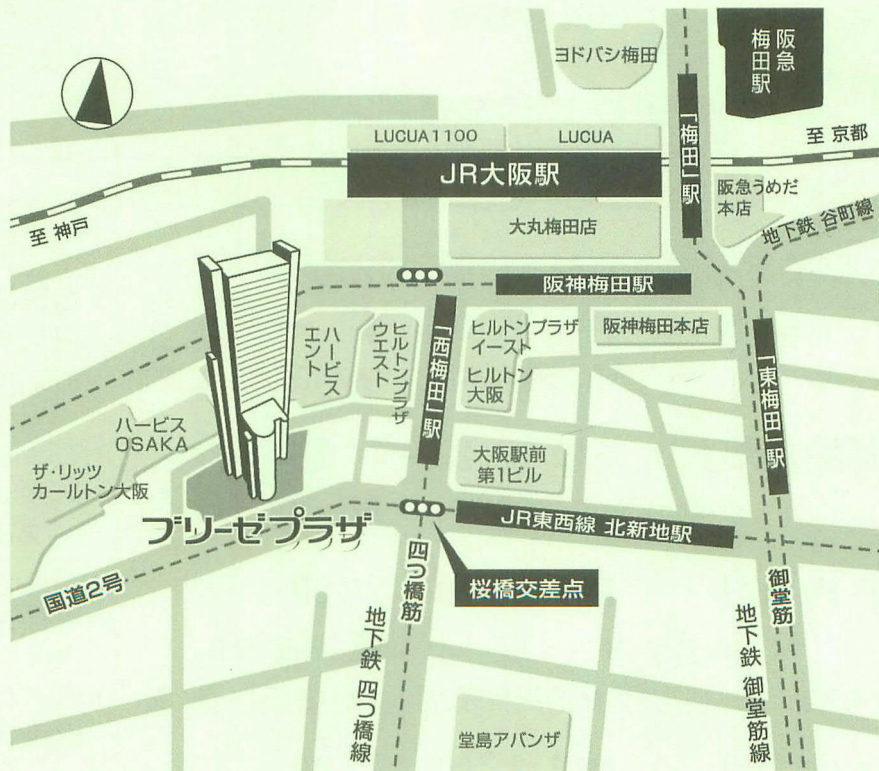 ヨドバシ梅田
阪急
梅田駅
LUCUA1100
LUCUA
「梅田」駅
至 京都
JR大阪駅
阪急うめだ
本店
至 神戸
大丸梅田店
地下鉄 谷町線
阪神梅田駅
ハービス
エント
ヒルトンプラザ
ウエスト
「西梅田」駅
ヒルトンプラザ
イースト
ヒルトン
大阪
阪神梅田本店
「東梅田」駅
ハービス
OSAKA
ザ・リッツ
カールトン大阪
大阪駅前
第1ビル
ブリーゼプラザ
JR東西線 北新地駅
国道2号
四つ橋筋
桜橋交差点
御堂筋
地下鉄 四つ橋線
地下鉄 御堂筋線
堂島アバンザ